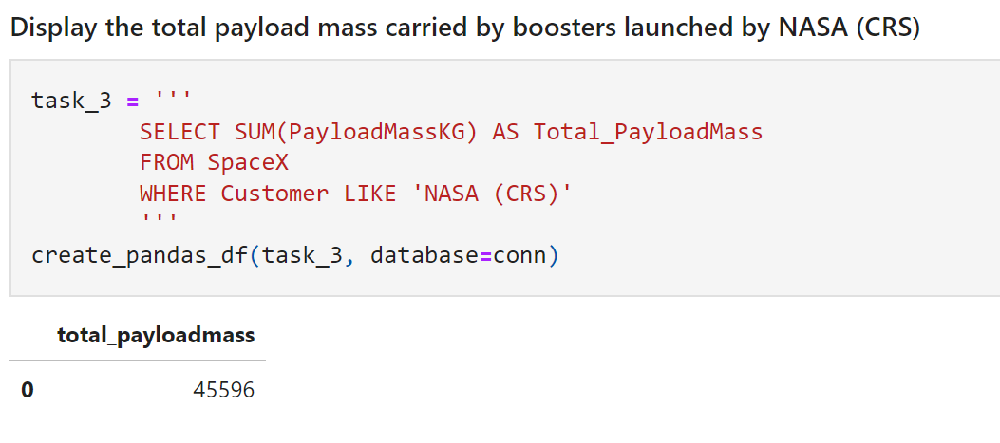 Display the total payload mass carried by boosters launched by NASA (CRS)
task_3 = '''
SELECT SUM(PayloadMassKG) AS Total_PayloadMass
FROM SpaceX
WHERE Customer LIKE 'NASA (CRS)'
'''
create_pandas_df(task_3, database=conn)
total_payloadmass
0 45596